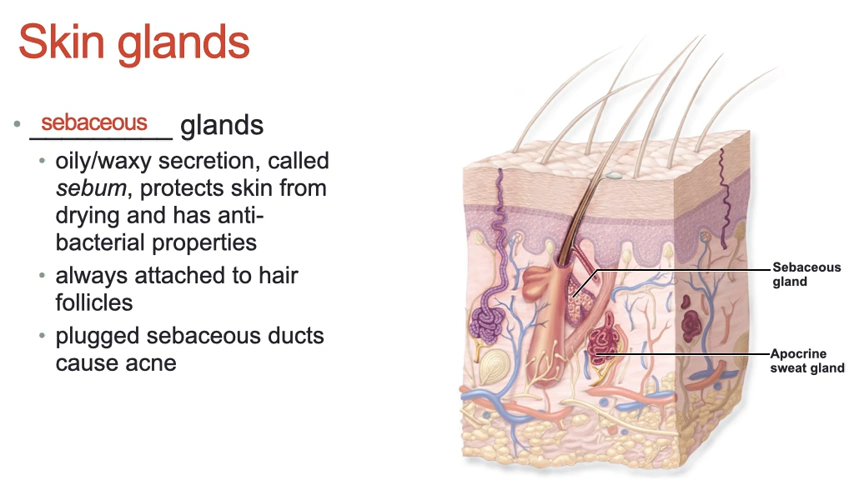 Skin glands
• sebaceous glands
• oily/waxy secretion, called
sebum, protects skin from
drying and has anti-
bacterial properties
• always attached to hair
follicles
• plugged sebaceous ducts
cause acne
Sebaceous
gland
Apocrine
sweat gland